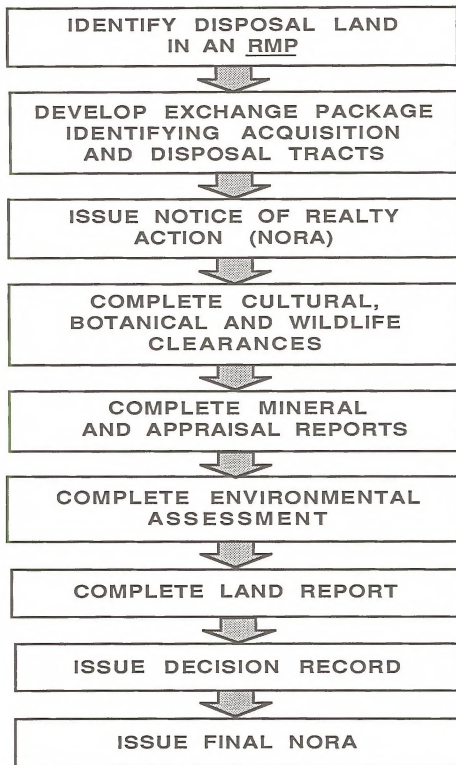 IDENTIFY DISPOSAL LAND
IN AN RMP
DEVELOP EXCHANGE PACKAGE
IDENTIFYING ACQUISITION
AND DISPOSAL TRACTS
ISSUE NOTICE OF REALTY
ACTION (NORA)
COMPLETE CULTURAL,
BOTANICAL AND WILDLIFE
CLEARANCES
COMPLETE MINERAL
AND APPRAISAL REPORTS
COMPLETE ENVIRONMENTAL
ASSESSMENT
COMPLETE LAND REPORT
ISSUE DECISION RECORD
ISSUE FINAL NORA